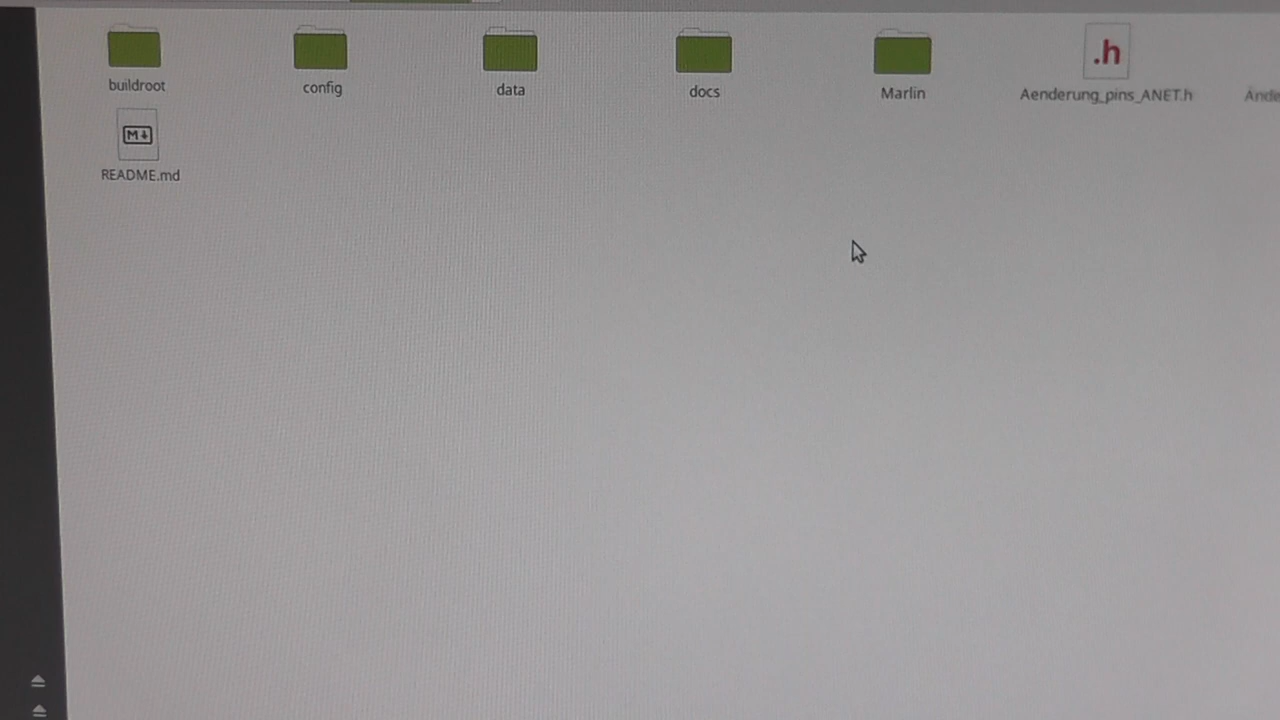 buildroot
config
data
docs
Marlin
.h
Aenderung_pins_ANET.h
M
README.md